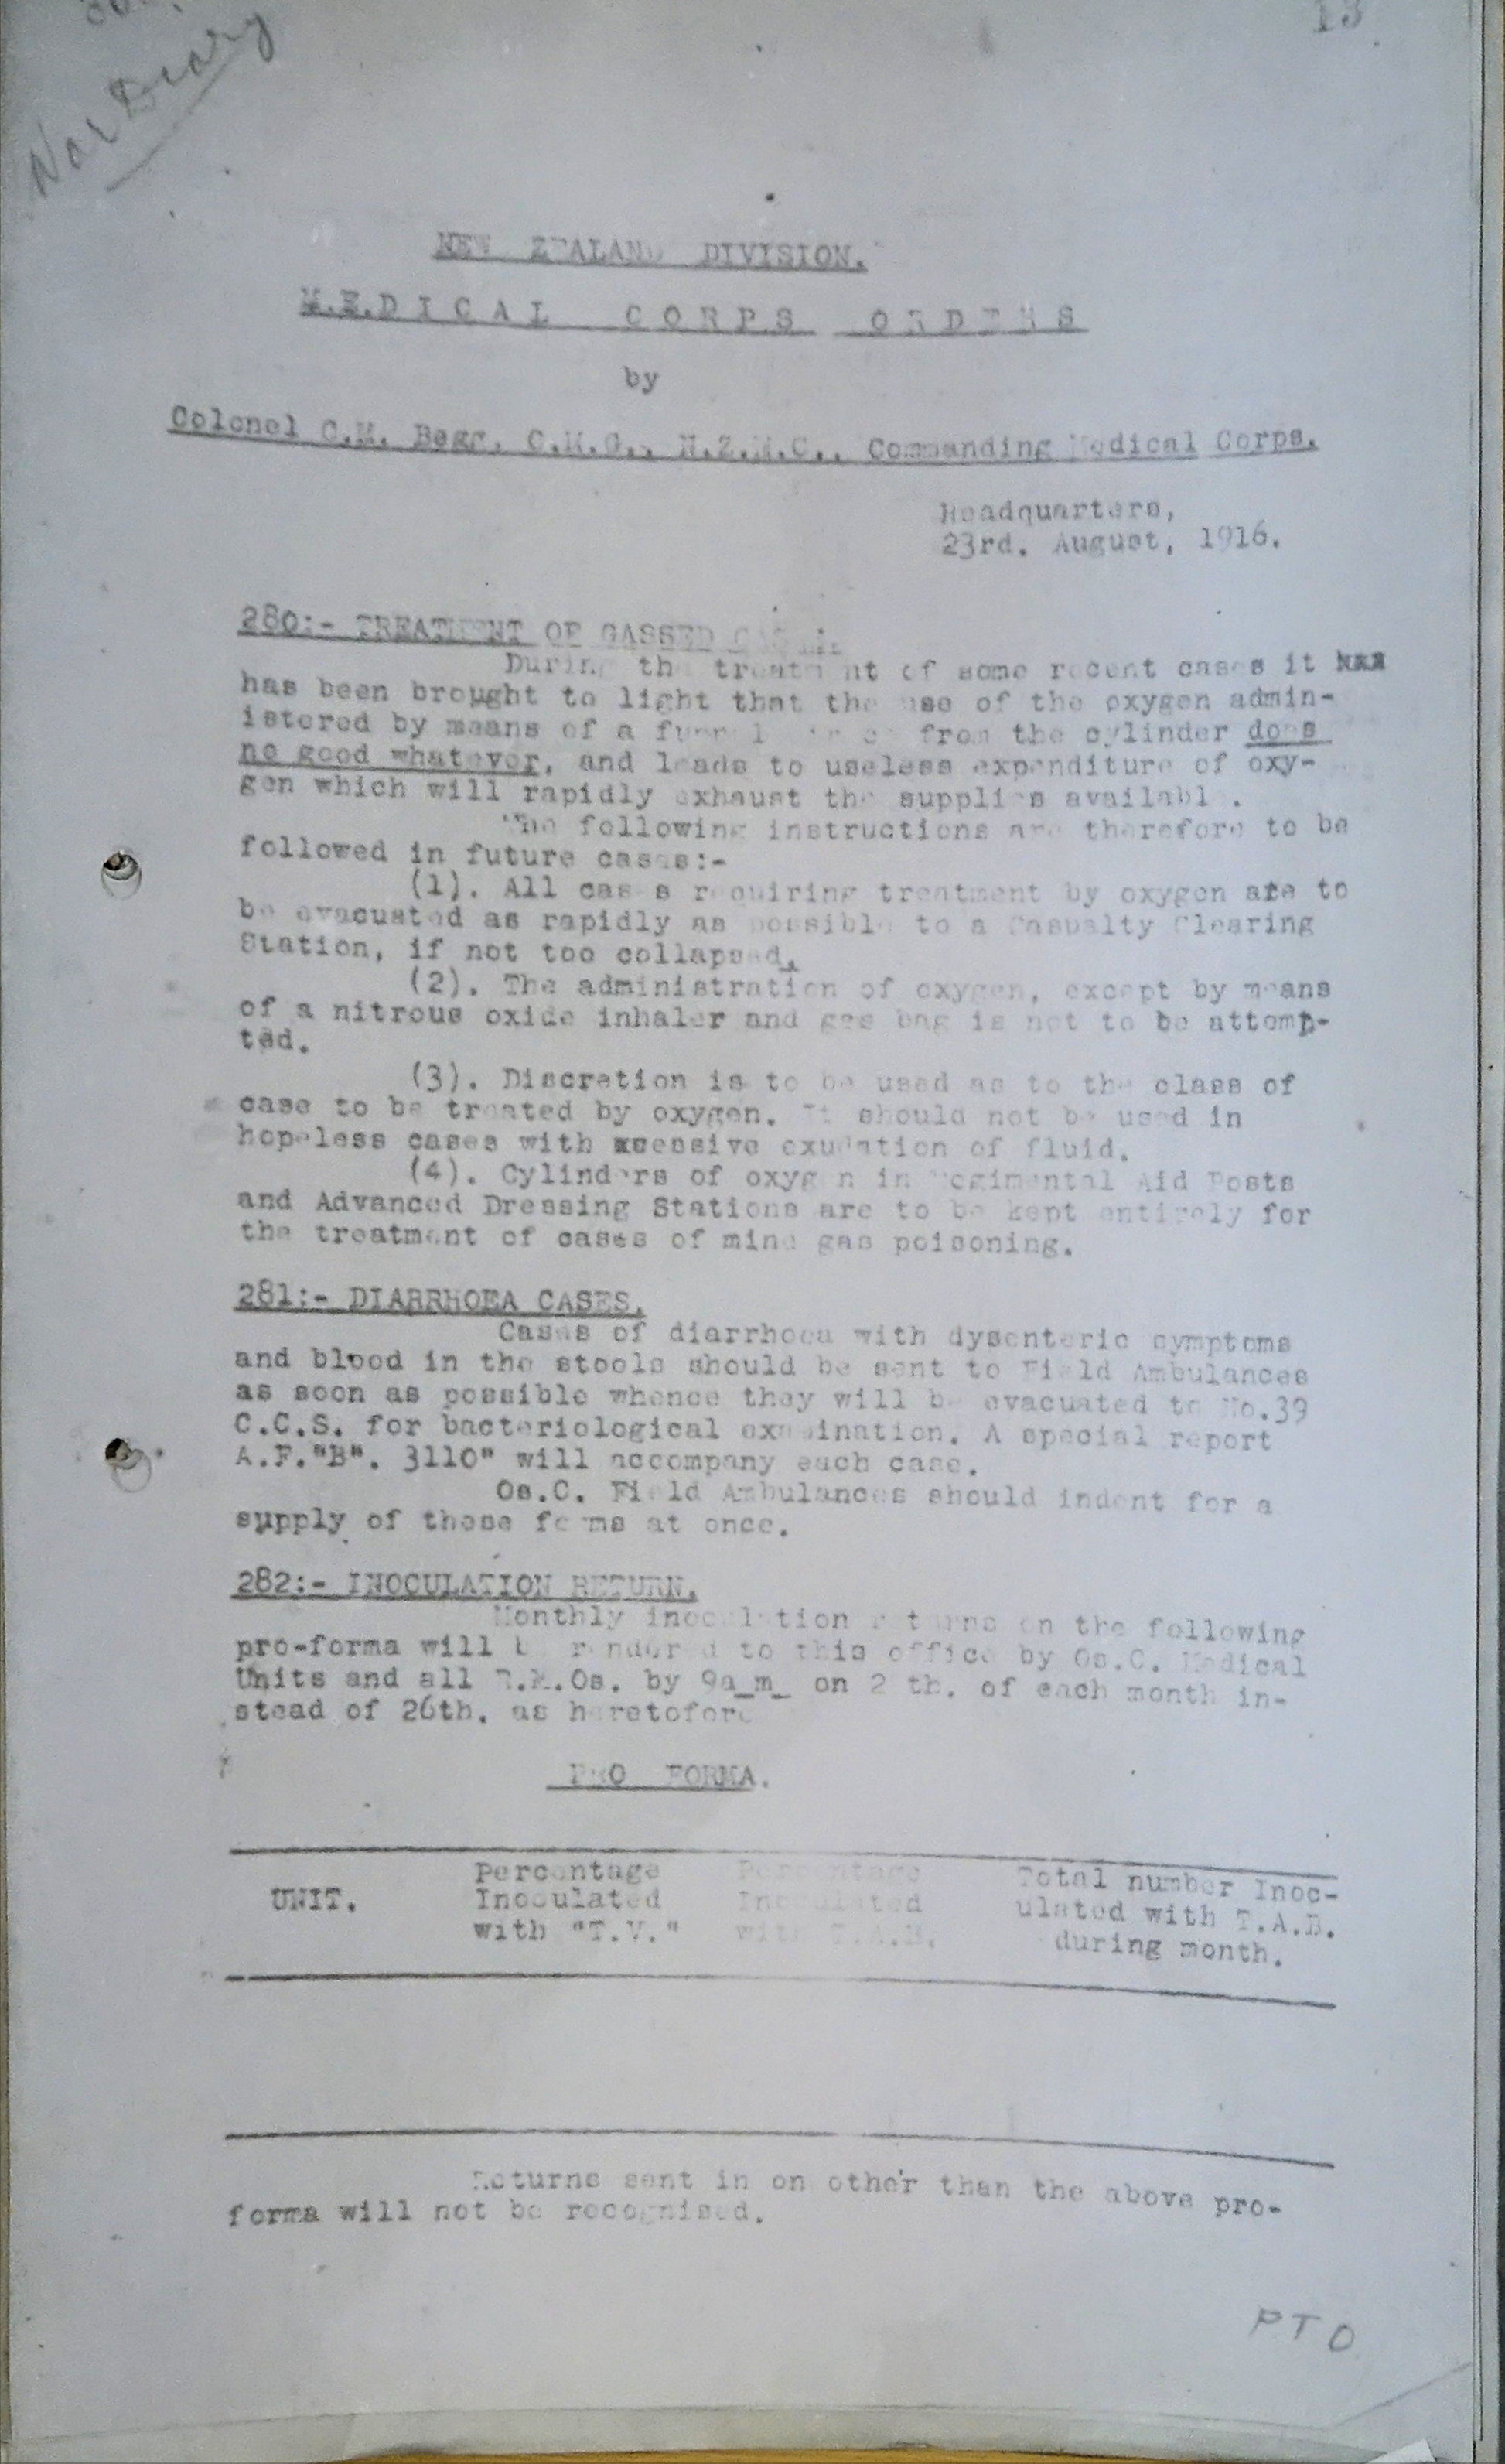 War Diary
13
NEW ZEALAND DIVISION.
M.E.D I C A L C O R P S O R D E R S
by
Colonel C.M. Begg. C.M.G., N.Z.M.C., Commanding Medical Corps.
Headquarters,
23rd. August, 1916.
280:- TREATMENT OF GASSED CASES.
During the treatment of some recent cases it
has been brought to light that the use of the oxygen admin-
istered by means of a funnel from the cylinder does
no good whatever, and leads to useless expenditure of oxy-
gen which will rapidly exhaust the supplies available.
The following instructions are therefore to be
followed in future cases:-
(1). All cases requiring treatment by oxygen are to
be evacuated as rapidly as possible to a Casualty Clearing
Station, if not too collapsed.
(2). The administration of oxygen, except by means
of a nitrous oxide inhaler and gas bag is not to be attemp-
ted.
(3). Discretion is to be used as to the class of
case to be treated by oxygen. It should not be used in
hopeless cases with xcessive exudation of fluid.
(4). Cylinders of oxygen in Regimental Aid Posts
and Advanced Dressing Stations are to be kept entirely for
the treatment of cases of mine gas poisoning.
281:- DIARRHOEA CASES.
Cases of diarrhoea with dysenteric symptoms
and blood in the stools should be sent to Field Ambulances
as soon as possible whence they will be evacuated to No.39
C.C.S. for bacteriological examination. A special report
A.F."B". 3110" will accompany each case.
Os.C. Field Ambulances should indent for a
supply of these forms at once.
282:- INOCULATION RETURN.
Monthly inoculation returns on the following
pro-forma will be rendered to this office by Os.C. Medical
Units and all R.M.Os. by 9a_m_ on of each month in-
stead of 26th. as heretofore
PRO FORMA.
UNIT.
Percentage
Inoculated
with "T.V."
Percentage
Inoculated
with T.A.B.
Total number Inoc-
ulated with T.A.B.
during month.
Returns sent in on other than the above pro-
forma will not be recognised.
PTO